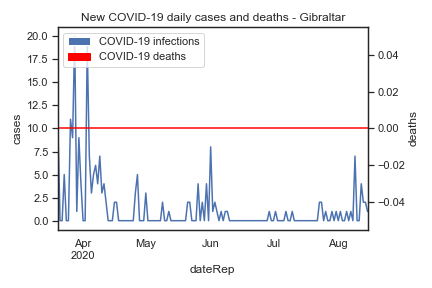 New COVID-19 daily cases and deaths - Gibraltar
COVID-19 infections
COVID-19 deaths
20.0
17.5
15.0
12.5
10.0
7.5
5.0
2.5
0.0
cases
0.04
0.02
0.00
−0.02
−0.04
deaths
Apr May Jun Jul Aug
2020
dateRep